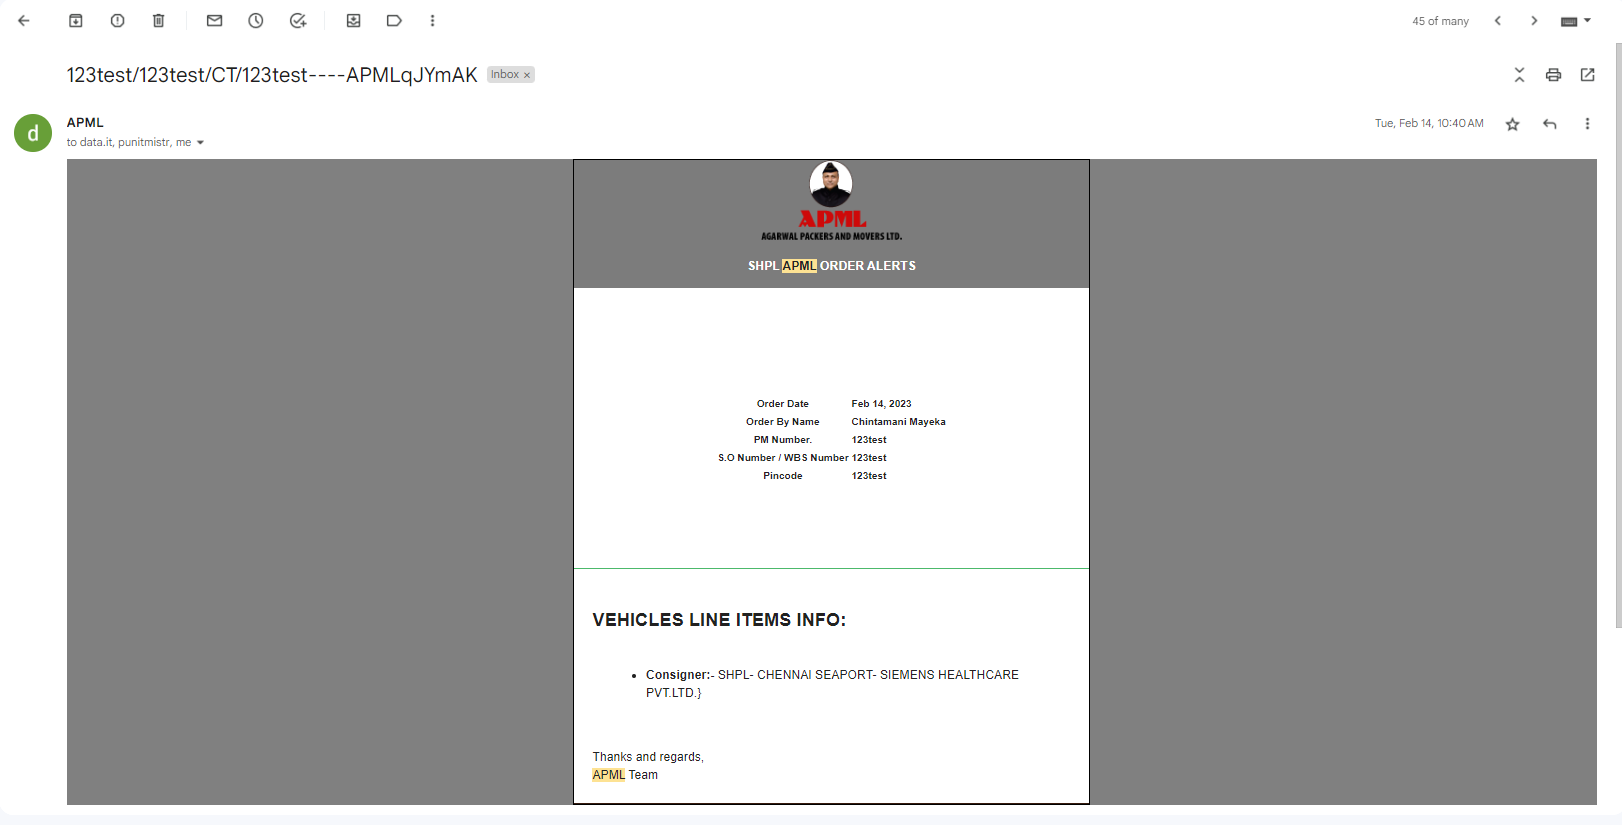 45 of many
123test/123test/CT/123test----APMLqJYmAK Inbox ×
d
APML
Tue, Feb 14, 10:40 AM
to data.it, punitmistr, me
APML
AGARWAL PACKERS AND MOVERS LTD.
SHPL APML ORDER ALERTS
Order Date Feb 14, 2023
Order By Name Chintamani Mayeka
PM Number. 123test
S.O Number / WBS Number 123test
Pincode 123test
VEHICLES LINE ITEMS INFO:
• Consigner:- SHPL- CHENNAI SEAPORT- SIEMENS HEALTHCARE
PVT.LTD.}
Thanks and regards,
APML Team